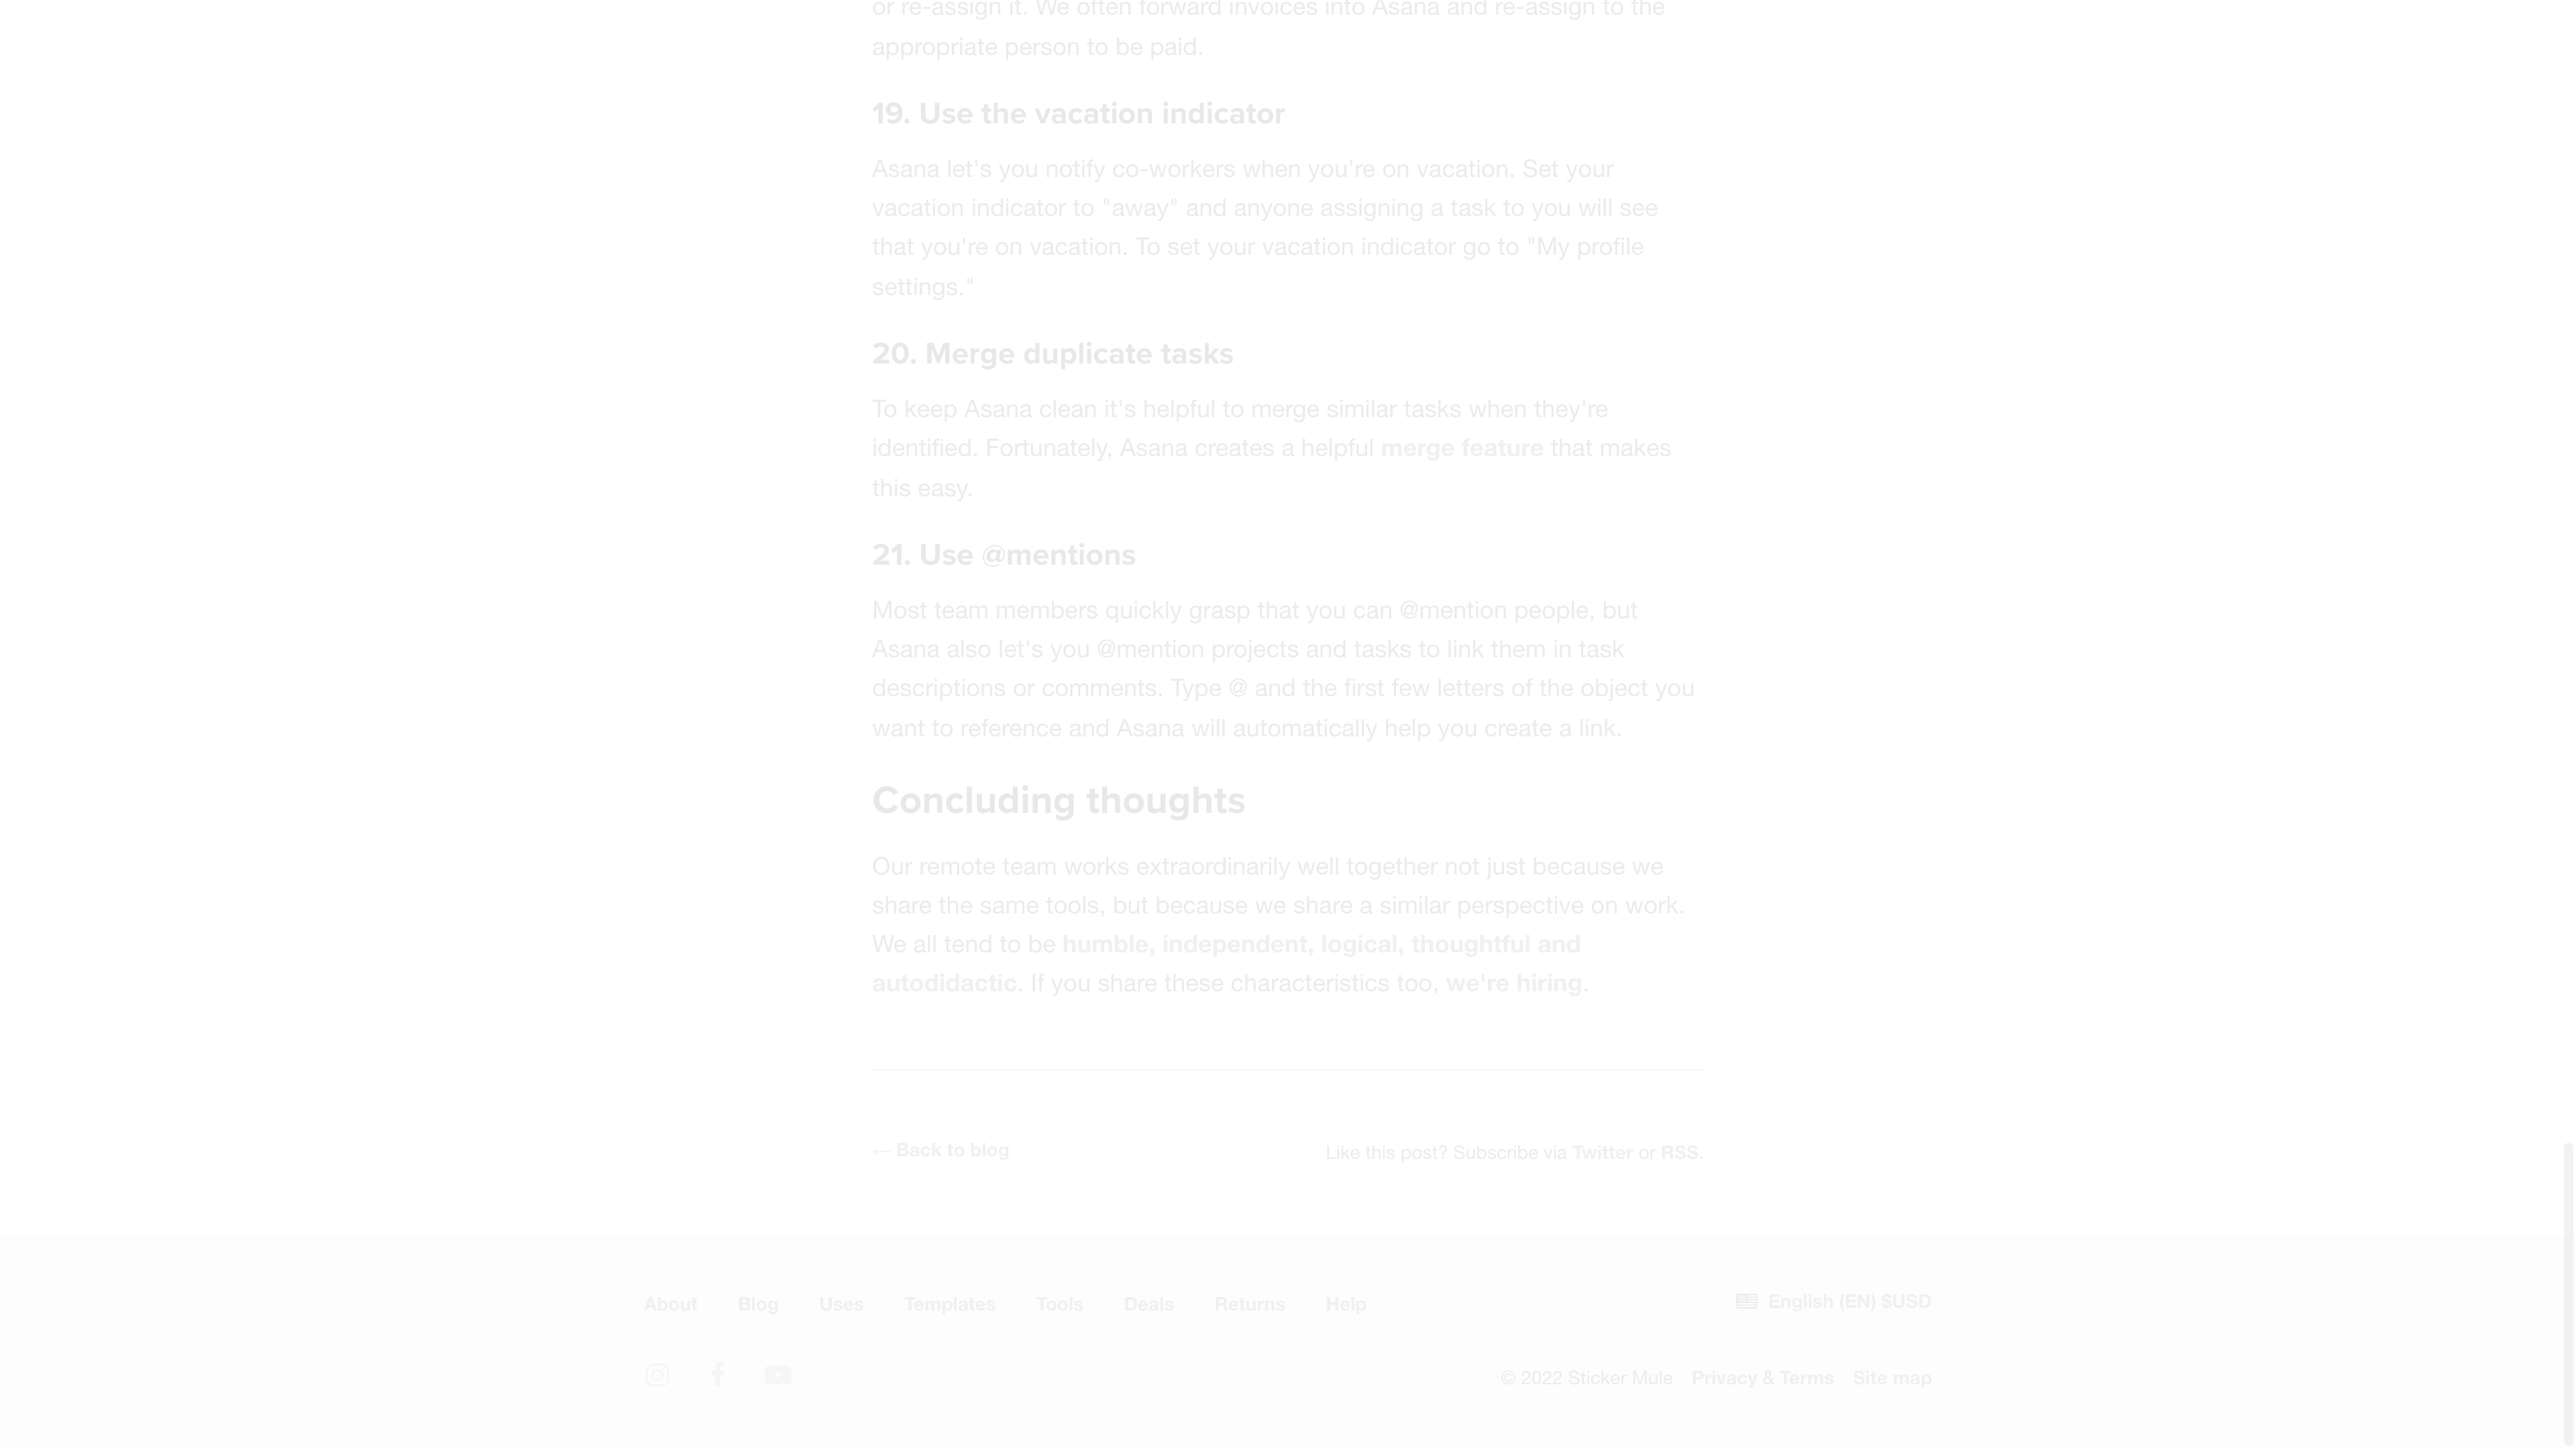 or re-assign it. We often forward invoices into Asana and re-assign to the
appropriate person to be paid.
19. Use the vacation indicator
Asana let's you notify co-workers when you're on vacation. Set your
vacation indicator to "away" and anyone assigning a task to you will see
that you're on vacation. To set your vacation indicator go to "My profile
settings."
20. Merge duplicate tasks
To keep Asana clean it's helpful to merge similar tasks when they're
identified. Fortunately, Asana creates a helpful merge feature that makes
this easy.
21. Use @mentions
Most team members quickly grasp that you can @mention people, but
Asana also let's you @mention projects and tasks to link them in task
descriptions or comments. Type @ and the first few letters of the object you
want to reference and Asana will automatically help you create a link.
Concluding thoughts
Our remote team works extraordinarily well together not just because we
share the same tools, but because we share a similar perspective on work.
We all tend to be humble, independent, logical, thoughtful and
autodidactic. If you share these characteristics too, we're hiring.
← Back to blog
Like this post? Subscribe via Twitter or RSS.
About Blog Uses Templates Tools Deals Returns Help
English (EN) $USD
© 2022 Sticker Mule Privacy & Terms Site map